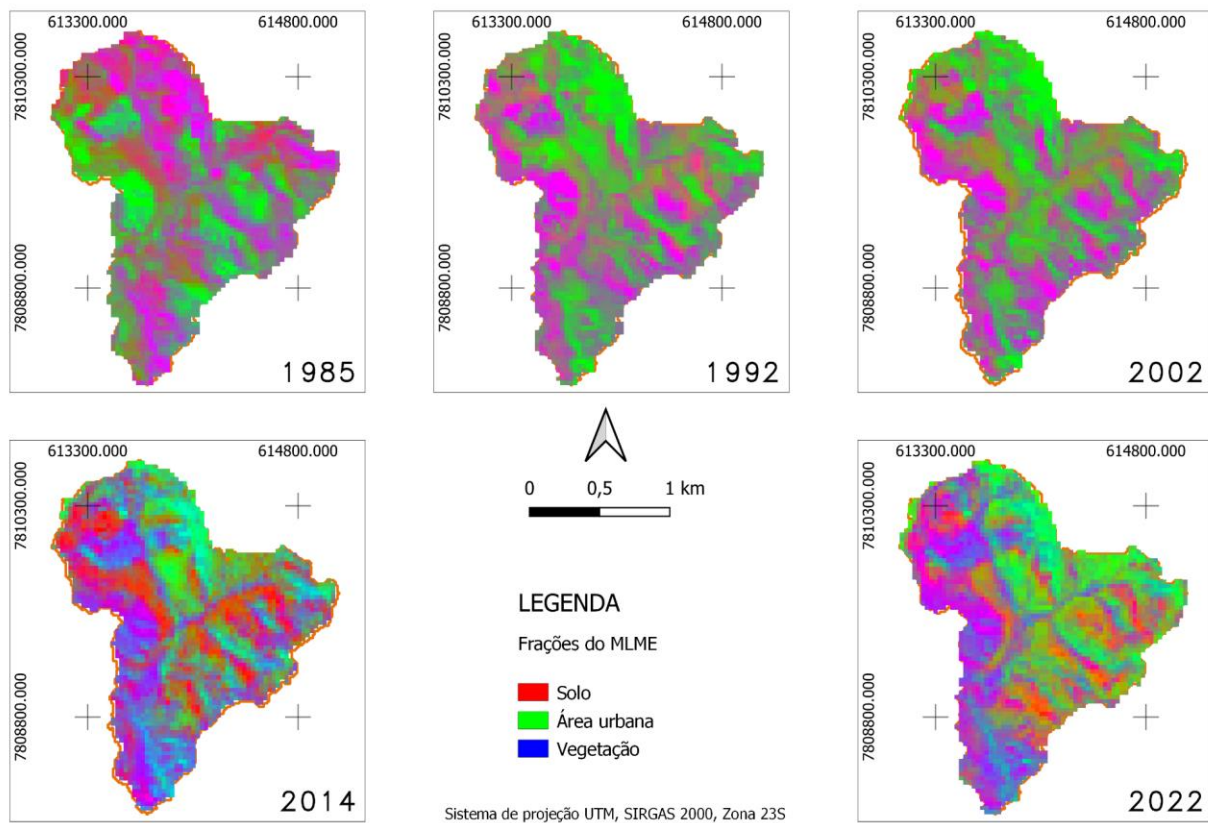 613300.000 614800.000
7810300.000
7808800.000
1985
613300.000 614800.000
7810300.000
7808800.000
1992
613300.000 614800.000
7810300.000
7808800.000
2002
613300.000 614800.000
7810300.000
7808800.000
2014
0 0,5 1 km
LEGENDA
Frações do MLME
Solo
Área urbana
Vegetação
Sistema de projeção UTM, SIRGAS 2000, Zona 23S
613300.000 614800.000
7810300.000
7808800.000
2022